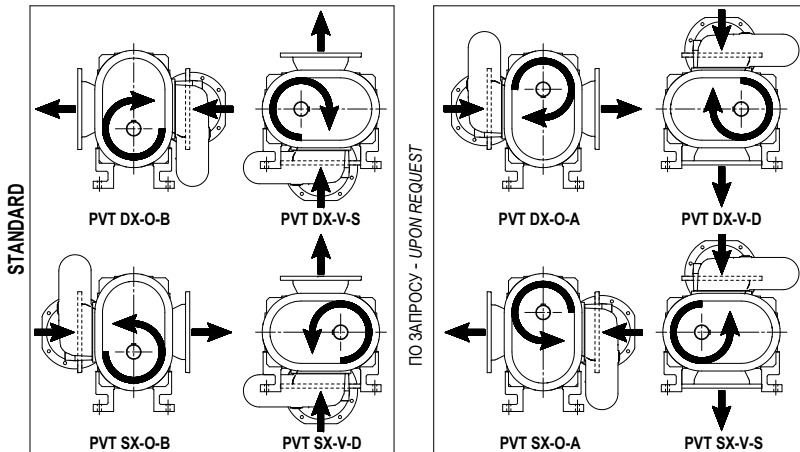 STANDARD
PVT DX-O-B
PVT DX-V-S
PVT SX-O-B
PVT SX-V-D
ПО ЗАПРОСУ - UPON REQUEST
PVT DX-O-A
PVT DX-V-D
PVT SX-O-A
PVT SX-V-S